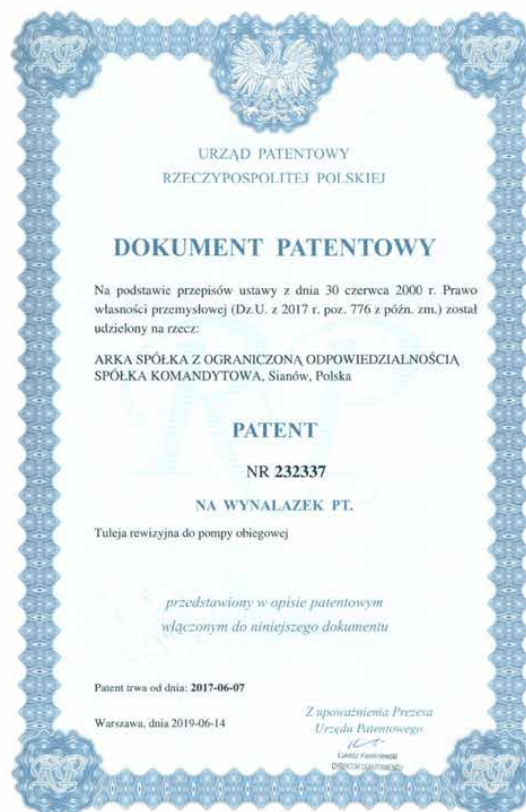 URZĄD PATENTOWY
RZECZYPOSPOLITEJ POLSKIEJ
DOKUMENT PATENTOWY
Na podstawie przepisów ustawy z dnia 30 czerwca 2000 r. Prawo
własności przemysłowej (Dz.U. z 2017 r. poz. 776 z późn. zm.) został
udzielony na rzecz:
ARKA SPÓŁKA Z OGRANICZONĄ ODPOWIEDZIALNOŚCIĄ
SPÓŁKA KOMANDYTOWA, Sianów, Polska
PATENT
NR 232337
NA WYNALAZEK PT.
Tuleja rewizyjna do pompy obiegowej
przedstawiony w opisie patentowym
włączonym do niniejszego dokumentu
Patent trwa od dnia: 2017-06-07
Warszawa, dnia 2019-06-14
Z upoważnienia Prezesa
Urzędu Patentowego
DYREKTOR DEPARTAMENTU